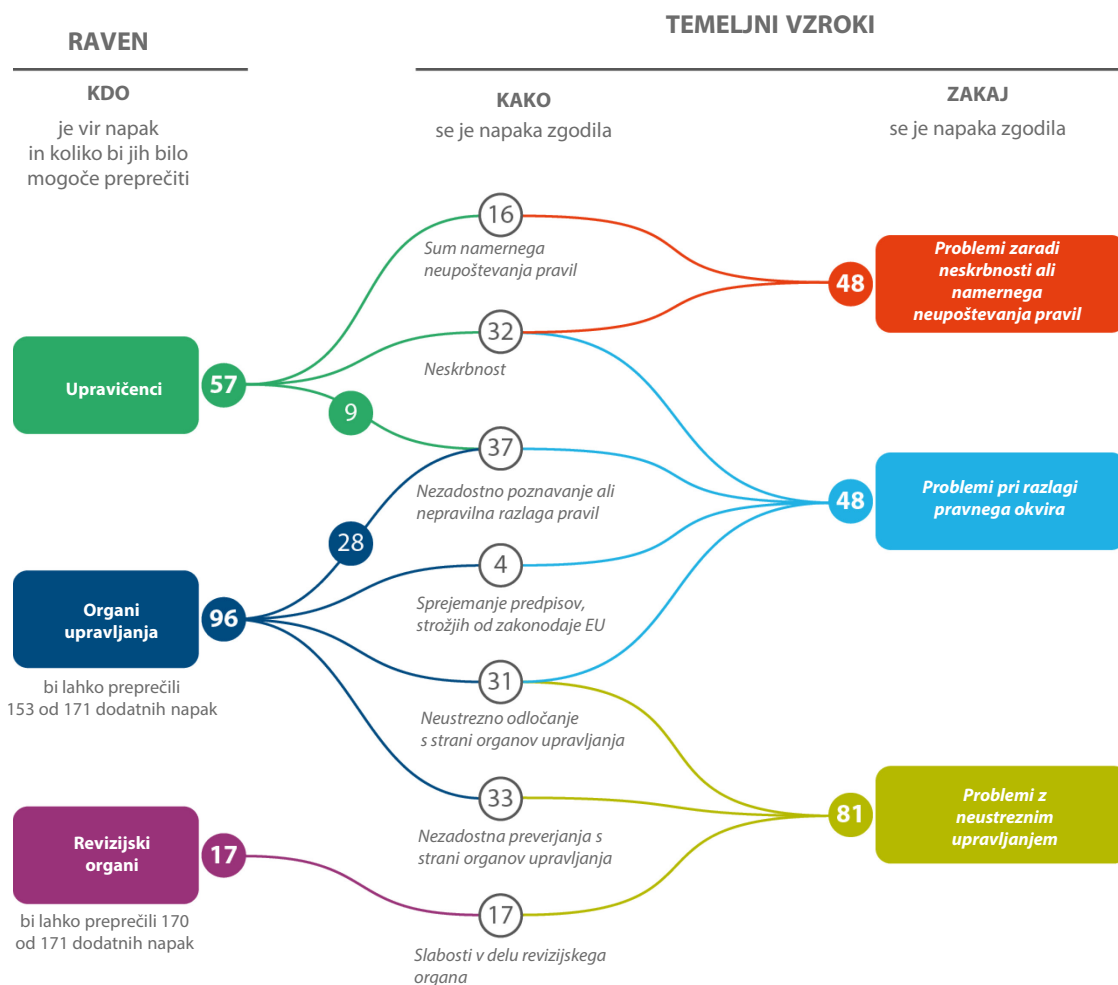 RAVEN
TEMELJNI VZROKI
KDO
je vir napak
in koliko bi jih bilo
mogoče preprečiti
KAKO
se je napaka zgodila
ZAKAJ
se je napaka zgodila
16
Sum namernega
neupoštevanja pravil
Problemi zaradi
neskrbnosti ali
namernega
neupoštevanja pravil
48
32
Neskrbnost
Upravičenci
57
9
37
Nezadostno poznavanje ali
nepravilna razlaga pravil
48
Problemi pri razlagi
pravnega okvira
28
4
Sprejemanje predpisov,
strožjih od zakonodaje EU
Organi
upravljanja
96
bi lahko preprečili
153 od 171 dodatnih napak
31
Neustrezno odločanje
s strani organov upravljanja
33
Nezadostna preverjanja s
strani organov upravljanja
81
Problemi z
neustreznim
upravljanjem
Revizijski
organi
17
bi lahko preprečili 170
od 171 dodatnih napak
17
Slabosti v delu revizijskega
organa